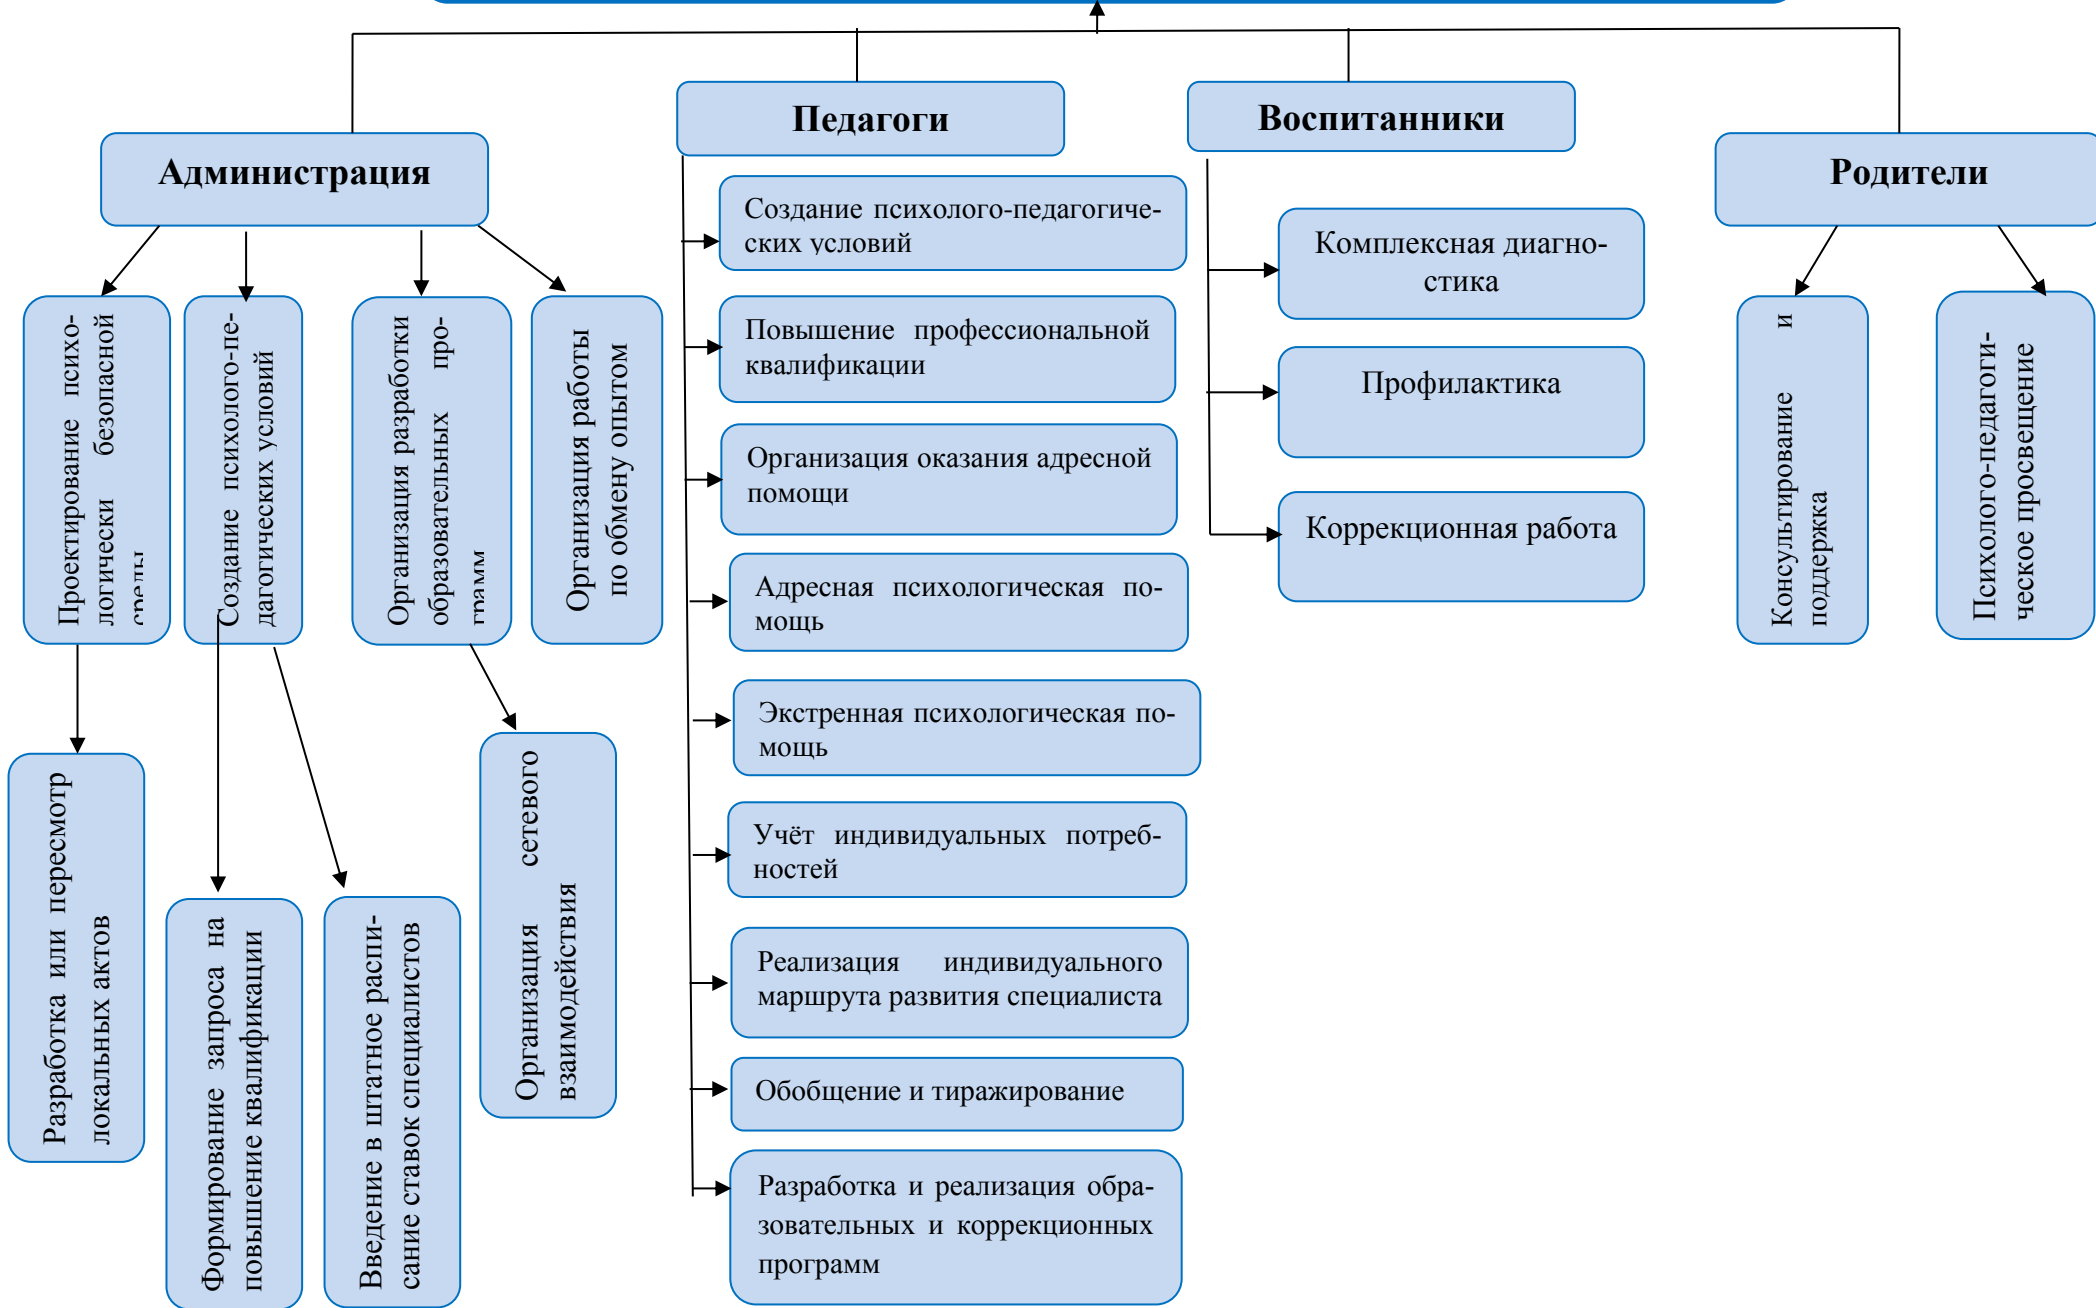 Педагоги
Воспитанники
Администрация
Родители
Проектирование психо-
логически безопасной
среды
Создание психолого-пе-
дагогических условий
Организация разработки
образовательных про-
грамм
Организация работы
по обмену опытом
Разработка или пересмотр
локальных актов
Формирование запроса на
повышение квалификации
Введение в штатное распи-
сание ставок специалистов
Организация сетевого
взаимодействия
Создание психолого-педагогиче-
ских условий
Повышение профессиональной
квалификации
Организация оказания адресной
помощи
Адресная психологическая по-
мощь
Экстренная психологическая по-
мощь
Учёт индивидуальных потреб-
ностей
Реализация индивидуального
маршрута развития специалиста
Обобщение и тиражирование
Разработка и реализация обра-
зовательных и коррекционных
программ
Комплексная диагно-
стика
Профилактика
Коррекционная работа
Консультирование и
поддержка
Психолого-педагоги-
ческое просвещение